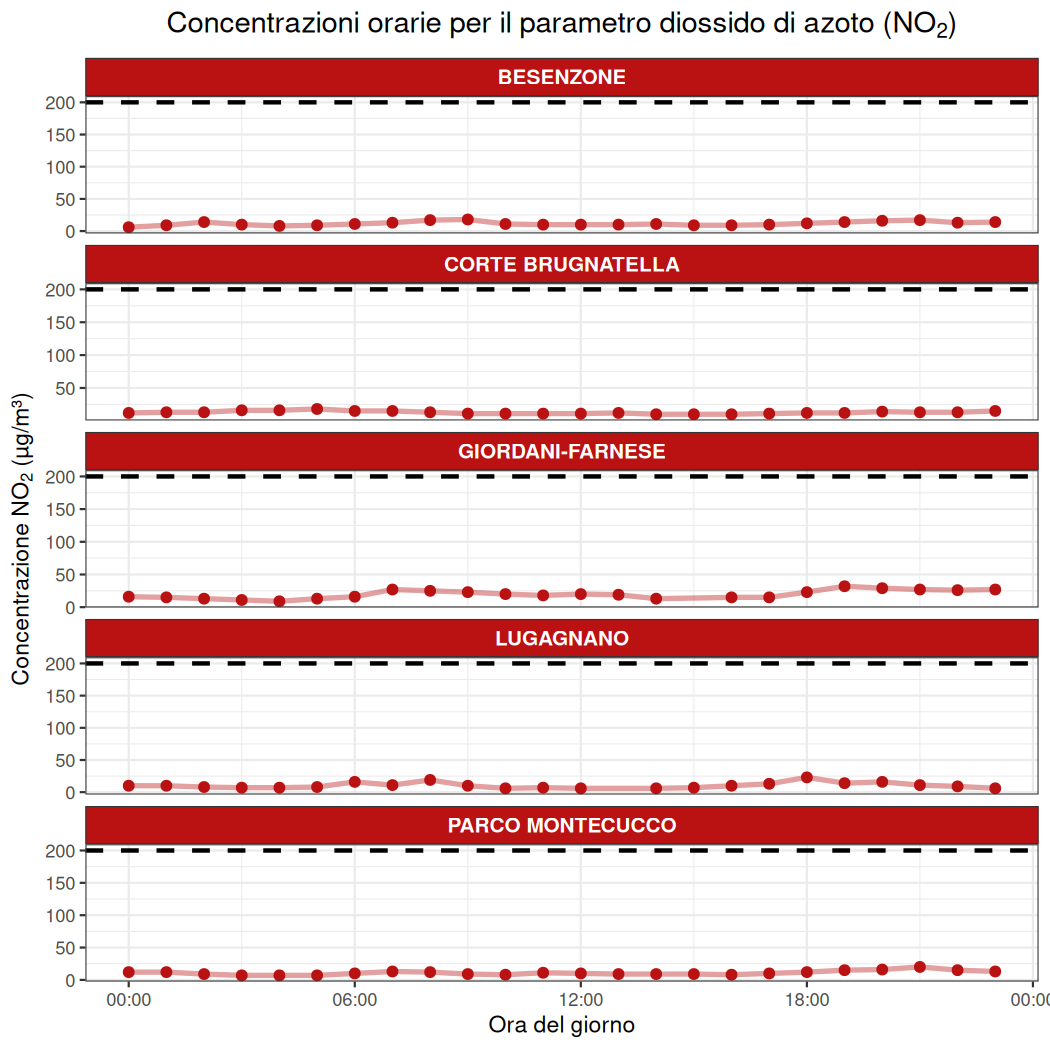 Concentrazioni orarie per il parametro diossido di azoto (NO₂)
Concentrazione NO₂ (µg/m³)
BESENZONE
200
150
100
50
0
CORTE BRUGNATELLA
200
150
100
50
GIORDANI-FARNESE
200
150
100
50
0
LUGAGNANO
200
150
100
50
0
PARCO MONTECUCCO
200
150
100
50
0
00:00 06:00 12:00 18:00 00:0
Ora del giorno